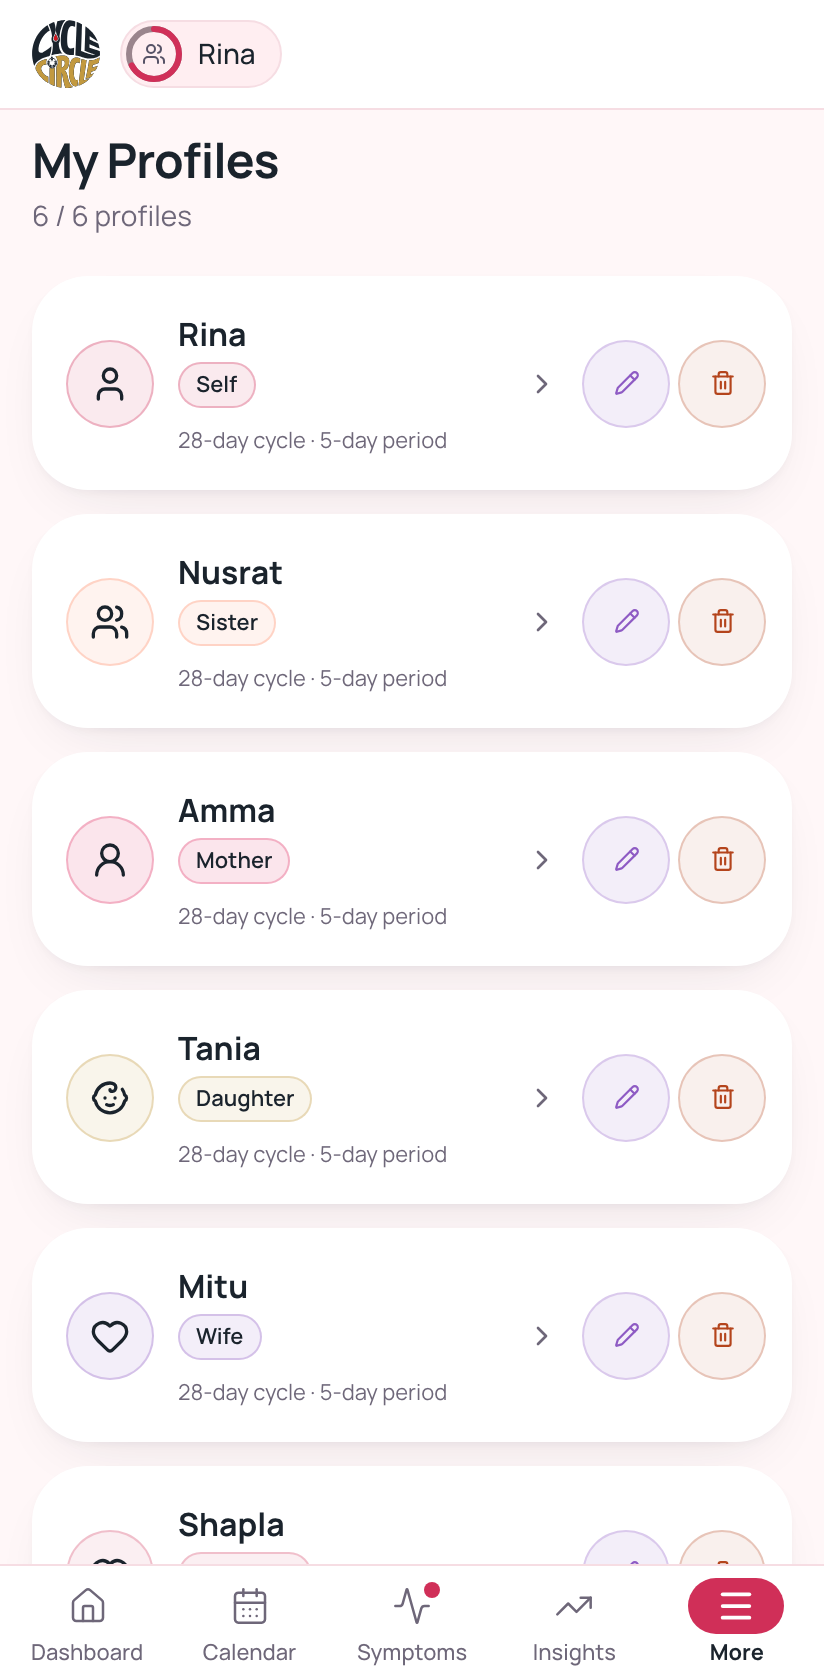 CYCLE
CIRCLE
Rina
My Profiles
6 / 6 profiles
Rina
Self
28-day cycle · 5-day period
Nusrat
Sister
28-day cycle · 5-day period
Amma
Mother
28-day cycle · 5-day period
Tania
Daughter
28-day cycle · 5-day period
Mitu
Wife
28-day cycle · 5-day period
Shapla
Dashboard
Calendar
Symptoms
Insights
More